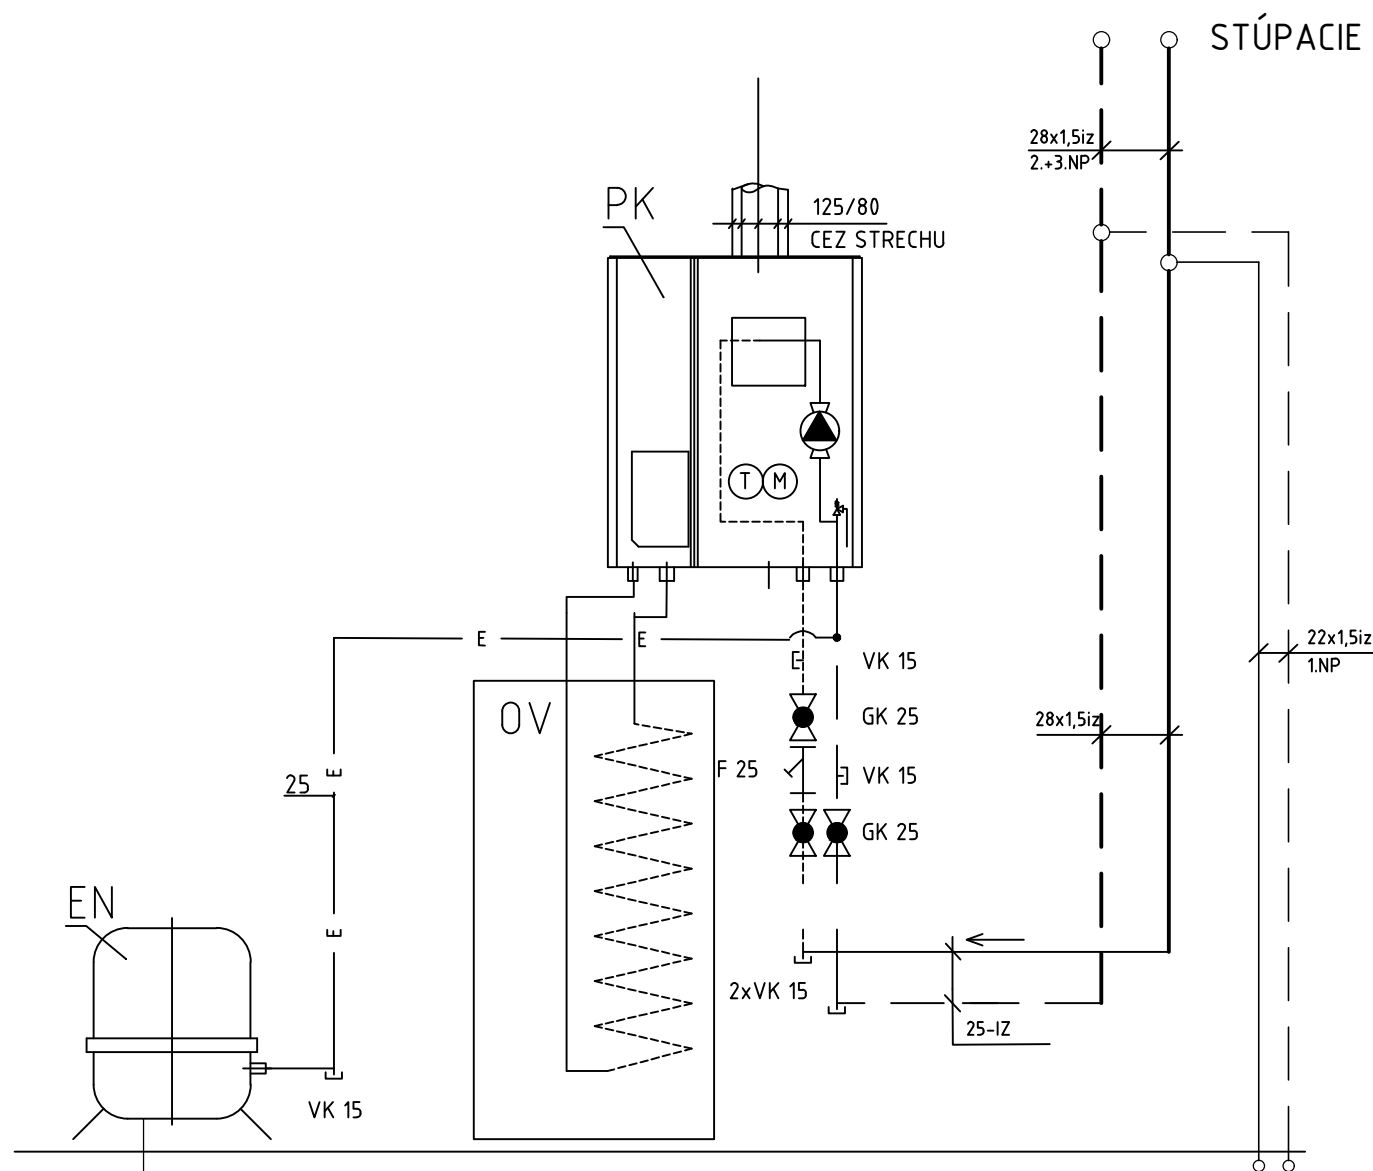 STÚPACIE
28x1,5iz
2.+3.NP
PK
125/80
CEZ STRECHU
T M
E E
VK 15
22x1,5iz
1.NP
OV
GK 25
28x1,5iz
F 25
VK 15
E
25
GK 25
EN
E
2xVK 15
25-IZ
VK 15